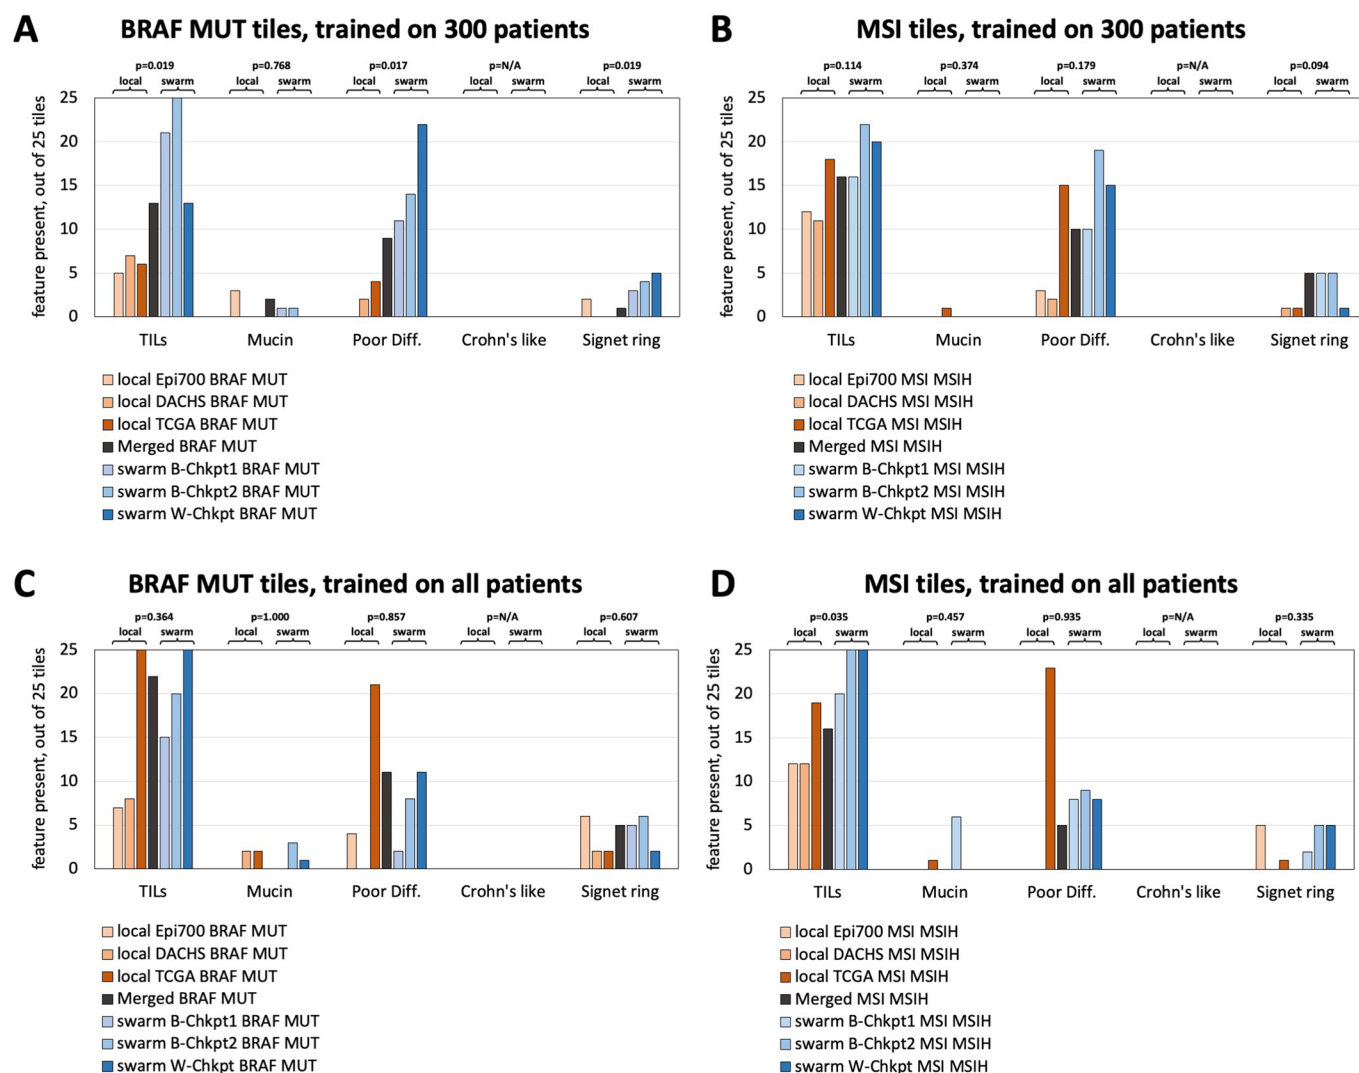 A
BRAF MUT tiles, trained on 300 patients
p=0.019 p=0.768 p=0.017 p=N/A p=0.019
local swarm local swarm local swarm local swarm local swarm
feature present, out of 25 tiles
25
20
15
10
5
0
TILs Mucin Poor Diff. Crohn's like Signet ring
local Epi700 BRAF MUT
local DACHS BRAF MUT
local TCGA BRAF MUT
Merged BRAF MUT
swarm B-Chkpt1 BRAF MUT
swarm B-Chkpt2 BRAF MUT
swarm W-Chkpt BRAF MUT
B
MSI tiles, trained on 300 patients
p=0.114 p=0.374 p=0.179 p=N/A p=0.094
local swarm local swarm local swarm local swarm local swarm
feature present, out of 25 tiles
25
20
15
10
5
0
TILs Mucin Poor Diff. Crohn's like Signet ring
local Epi700 MSI MSIH
local DACHS MSI MSIH
local TCGA MSI MSIH
Merged MSI MSIH
swarm B-Chkpt1 MSI MSIH
swarm B-Chkpt2 MSI MSIH
swarm W-Chkpt MSI MSIH
C
BRAF MUT tiles, trained on all patients
p=0.364 p=1.000 p=0.857 p=N/A p=0.607
local swarm local swarm local swarm local swarm local swarm
feature present, out of 25 tiles
25
20
15
10
5
0
TILs Mucin Poor Diff. Crohn's like Signet ring
local Epi700 BRAF MUT
local DACHS BRAF MUT
local TCGA BRAF MUT
Merged BRAF MUT
swarm B-Chkpt1 BRAF MUT
swarm B-Chkpt2 BRAF MUT
swarm W-Chkpt BRAF MUT
D
MSI tiles, trained on all patients
p=0.035 p=0.457 p=0.935 p=N/A p=0.335
local swarm local swarm local swarm local swarm local swarm
feature present, out of 25 tiles
25
20
15
10
5
0
TILs Mucin Poor Diff. Crohn's like Signet ring
local Epi700 MSI MSIH
local DACHS MSI MSIH
local TCGA MSI MSIH
Merged MSI MSIH
swarm B-Chkpt1 MSI MSIH
swarm B-Chkpt2 MSI MSIH
swarm W-Chkpt MSI MSIH